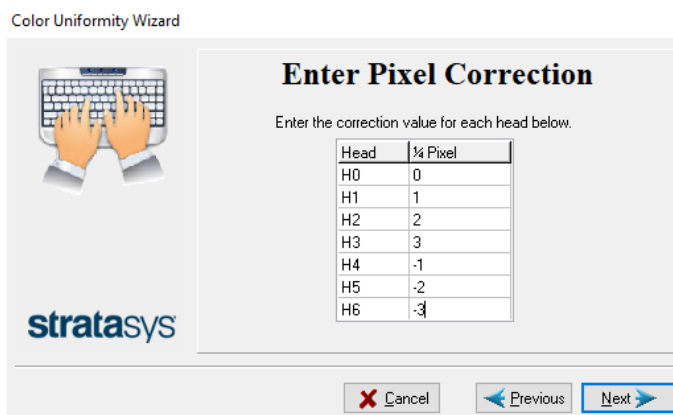 Color Uniformity Wizard
Enter Pixel Correction
Enter the correction value for each head below.
Head ¼ Pixel
H0 0
H1 1
H2 2
H3 3
H4 -1
H5 -2
H6 -3
stratasys
Cancel Previous Next